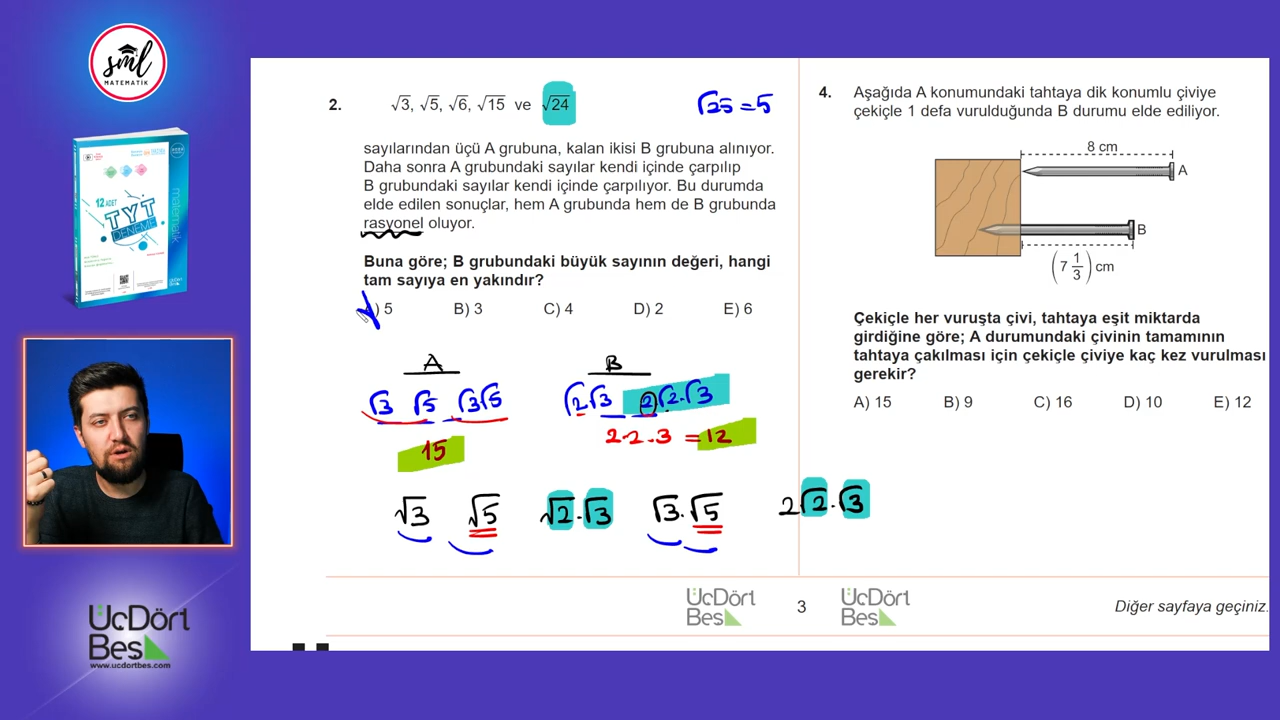 sml
MATEMATİK
12 ADET
TYT
DENEME
matematik
ÜcDört
Beş
www.ucdortbes.com
2. √3, √5, √6, √15 ve √24
√25 = 5
sayılarından üçü A grubuna, kalan ikisi B grubuna alınıyor.
Daha sonra A grubundaki sayılar kendi içinde çarpılıp
B grubundaki sayılar kendi içinde çarpılıyor. Bu durumda
elde edilen sonuçlar, hem A grubunda hem de B grubunda
rasyonel oluyor.
Buna göre; B grubundaki büyük sayının değeri, hangi
tam sayıya en yakındır?
A) 5 B) 3 C) 4 D) 2 E) 6
A B
√3 √5 √3√5 √2√3 2√2.√3
15 2.2.3 = 12
√3 √5 √2.√3 √3.√5 2√2.√3
4. Aşağıda A konumundaki tahtaya dik konumlu çiviye
çekiçle 1 defa vurulduğunda B durumu elde ediliyor.
8 cm
A
B
(7 1/3) cm
Çekiçle her vuruşta çivi, tahtaya eşit miktarda
girdiğine göre; A durumundaki çivinin tamamının
tahtaya çakılması için çekiçle çiviye kaç kez vurulması
gerekir?
A) 15 B) 9 C) 16 D) 10 E) 12
ÜcDört
Beş
3
ÜcDört
Beş
Diğer sayfaya geçiniz.